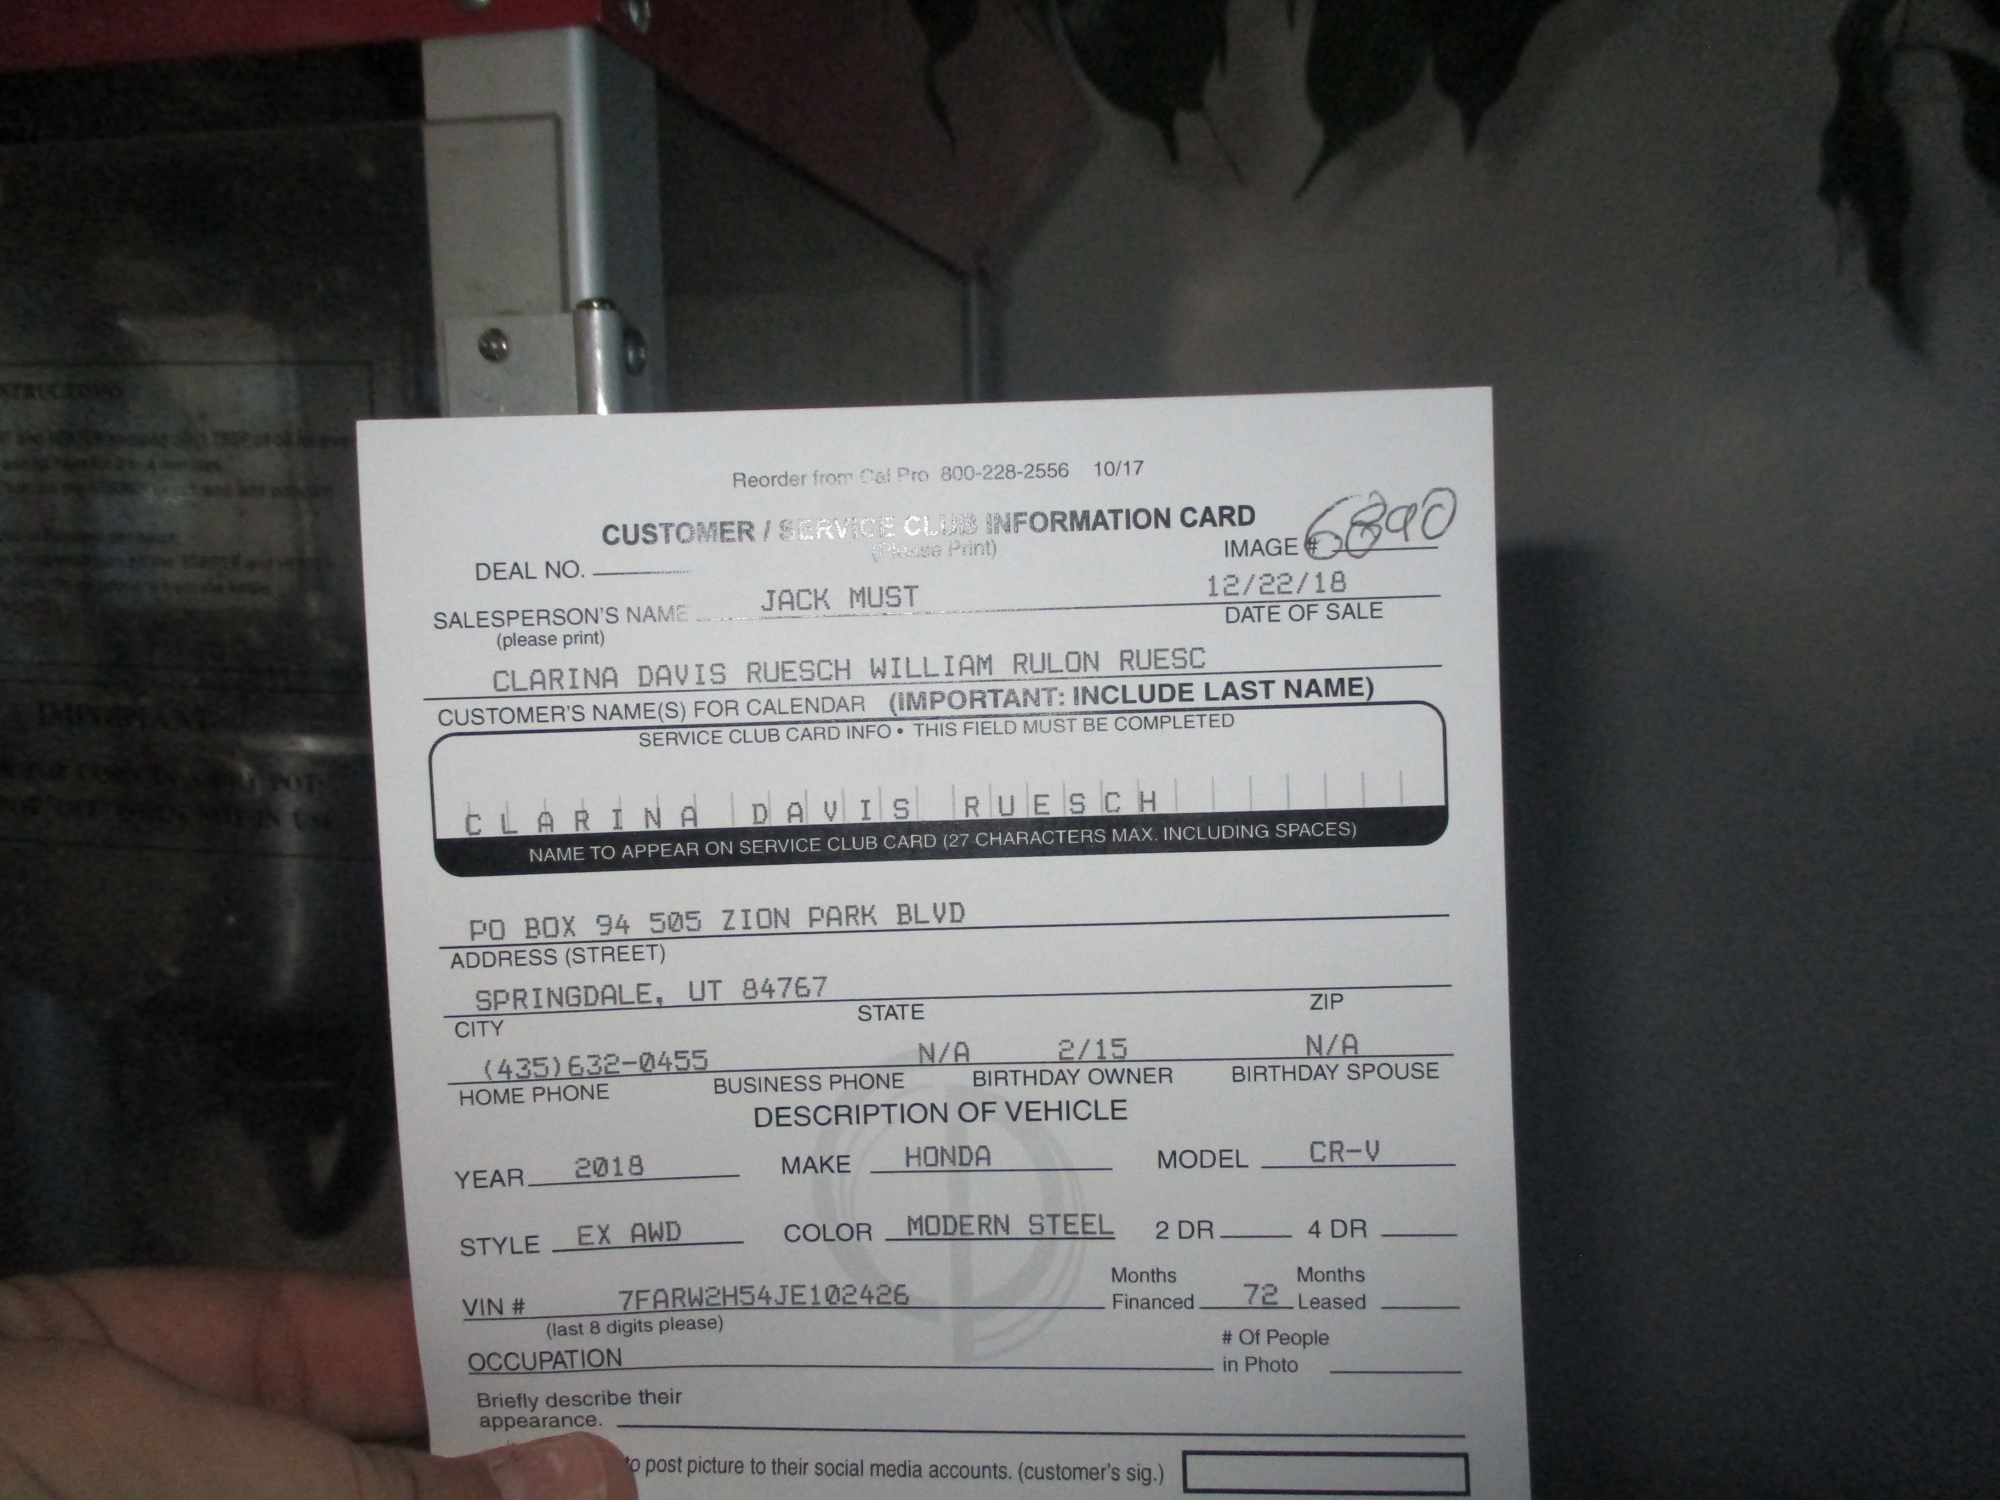 Reorder from Cal Pro 800-228-2556 10/17
CUSTOMER / SERVICE CLUB INFORMATION CARD
(Please Print)
DEAL NO. IMAGE # 6890
SALESPERSON'S NAME JACK MUST 12/22/18
(please print) DATE OF SALE
CLARINA DAVIS RUESCH WILLIAM RULON RUESC
CUSTOMER'S NAME(S) FOR CALENDAR (IMPORTANT: INCLUDE LAST NAME)
SERVICE CLUB CARD INFO • THIS FIELD MUST BE COMPLETED
CLARINA DAVIS RUESCH
NAME TO APPEAR ON SERVICE CLUB CARD (27 CHARACTERS MAX. INCLUDING SPACES)
PO BOX 94 505 ZION PARK BLVD
ADDRESS (STREET)
SPRINGDALE, UT 84767
CITY STATE ZIP
(435)632-0455 N/A 2/15 N/A
HOME PHONE BUSINESS PHONE BIRTHDAY OWNER BIRTHDAY SPOUSE
DESCRIPTION OF VEHICLE
YEAR 2018 MAKE HONDA MODEL CR-V
STYLE EX AWD COLOR MODERN STEEL 2 DR 4 DR
VIN # 7FARW2H54JE102426 Months Financed 72 Months Leased
(last 8 digits please)
OCCUPATION # Of People in Photo
Briefly describe their
appearance.
to post picture to their social media accounts. (customer's sig.)
IMPORTANT